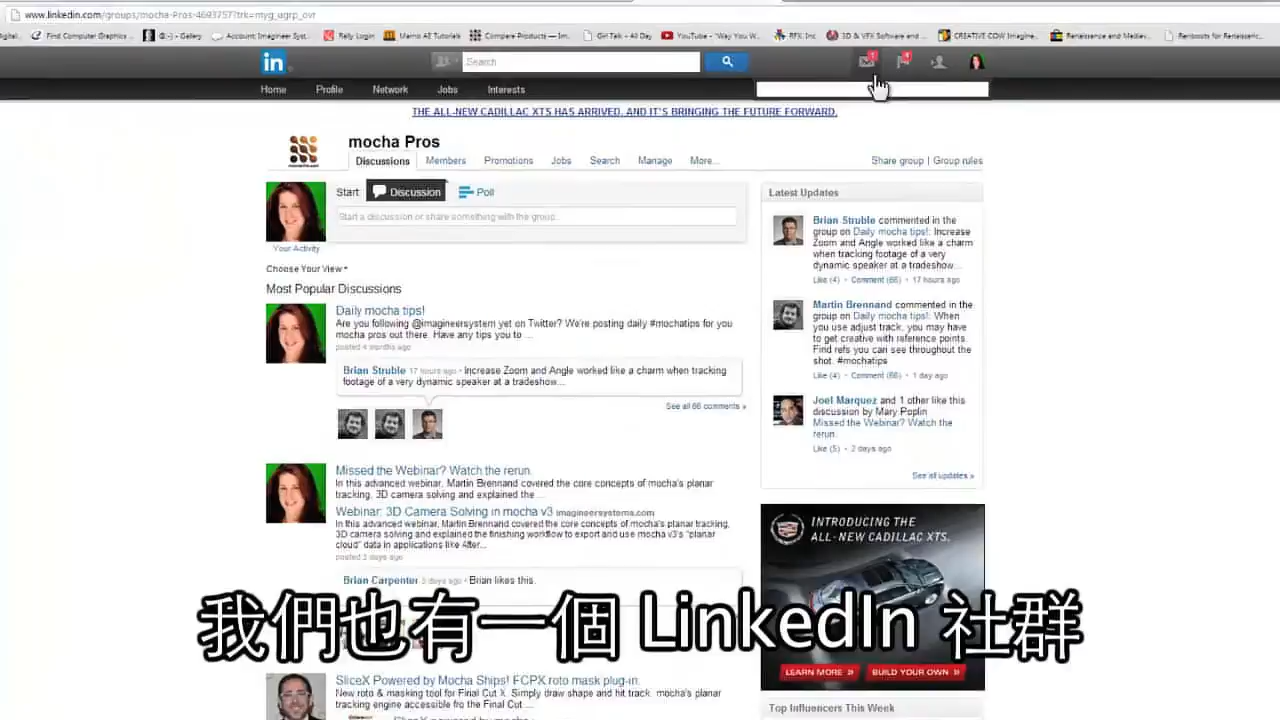 www.linkedin.com/groups/mocha-Pros-4693757?trk=myg_ugrp_ovr
Find Computer Graphics...
(:-) - Gallery
Account: Imagineer Syst...
Rally Login
Mamo AE Tutorials
Compare Products — Im...
Girl Talk - All Day
YouTube - "Way You W...
RFX, Inc.
3D & VFX Software and ...
CREATIVE COW Imagine...
Renaissance and Mediev...
in
Search
Home
Profile
Network
Jobs
Interests
THE ALL-NEW CADILLAC XTS HAS ARRIVED. AND IT'S BRINGING THE FUTURE FORWARD.
mocha Pros
Discussions
Members
Promotions
Jobs
Search
Manage
More...
Share group | Group rules
Start
Discussion
Poll
Start a discussion or share something with the group.
Your Activity
Choose Your View
Most Popular Discussions
Daily mocha tips!
Are you following @imagineersystem yet on Twitter? We're posting daily #mochatips for you
mocha pros out there. Have any tips you to ...
posted 4 months ago
Brian Struble 17 hours ago • Increase Zoom and Angle worked like a charm when tracking
footage of a very dynamic speaker at a tradeshow...
See all 66 comments »
Missed the Webinar? Watch the rerun.
In this advanced webinar, Martin Brennand covered the core concepts of mocha's planar
tracking, 3D camera solving and explained the ...
Webinar: 3D Camera Solving in mocha v3 imagineersystems.com
In this advanced webinar, Martin Brennand covered the core concepts of mocha's planar tracking,
3D camera solving and explained the finishing workflow to export and use mocha v3's "planar
cloud" data in applications like After...
posted 3 days ago
Brian Carpenter 3 days ago • Brian likes this.
SliceX Powered by Mocha Ships! FCPX roto mask plug-in.
New roto & masking tool for Final Cut X. Simply draw shape and hit track. mocha's planar
tracking engine accessible fro the Final Cut ...
Latest Updates
Brian Struble commented in the
group on Daily mocha tips!: Increase
Zoom and Angle worked like a charm
when tracking footage of a very
dynamic speaker at a tradeshow...
Like (4) • Comment (66) • 17 hours ago
Martin Brennand commented in the
group on Daily mocha tips!: When
you use adjust track, you may have
to get creative with reference points.
Find refs you can see throughout the
shot. #mochatips
Like (4) • Comment (66) • 1 day ago
Joel Marquez and 1 other like this
discussion by Mary Poplin
Missed the Webinar? Watch the
rerun.
Like (5) • 2 days ago
See all updates »
INTRODUCING THE
ALL-NEW CADILLAC XTS.
LEARN MORE »
BUILD YOUR OWN »
Top Influencers This Week
我們也有一個 LinkedIn 社群